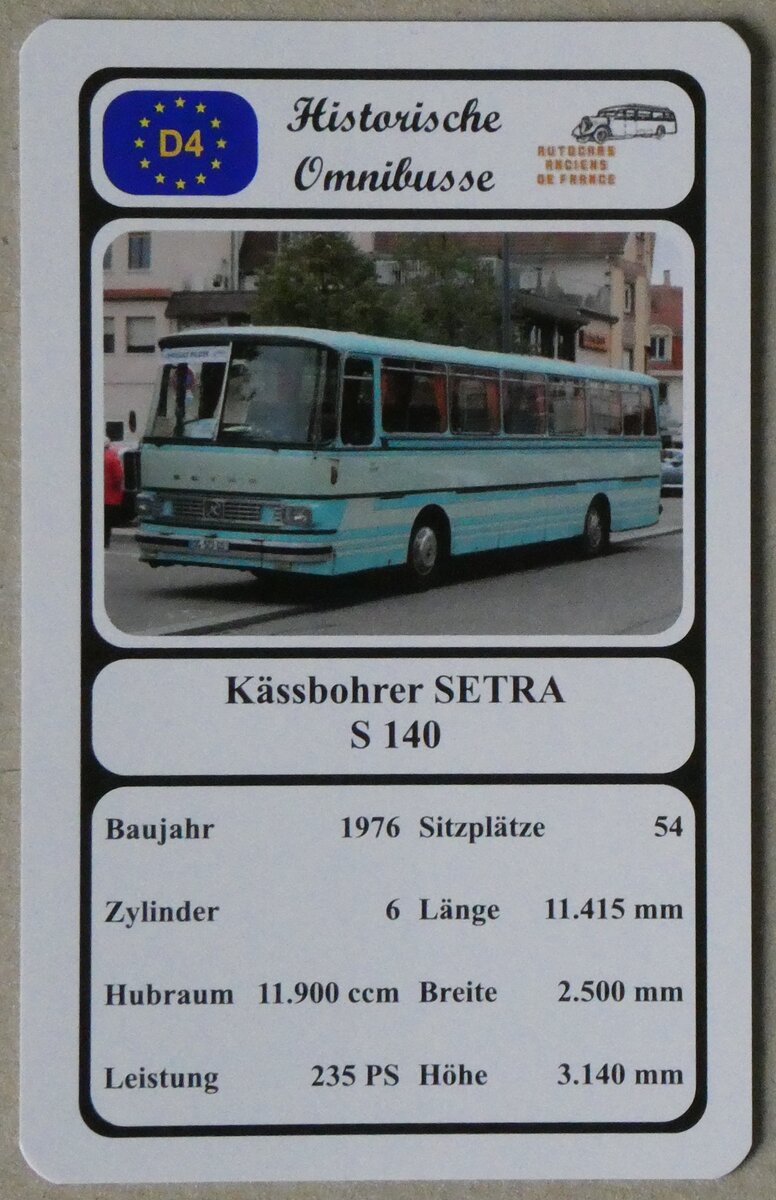 D4
Historische
Omnibusse
AUTOCARS
ANCIENS
DE FRANCE
SETRA
Kässbohrer SETRA
S 140
Baujahr 1976 Sitzplätze 54
Zylinder 6 Länge 11.415 mm
Hubraum 11.900 ccm Breite 2.500 mm
Leistung 235 PS Höhe 3.140 mm